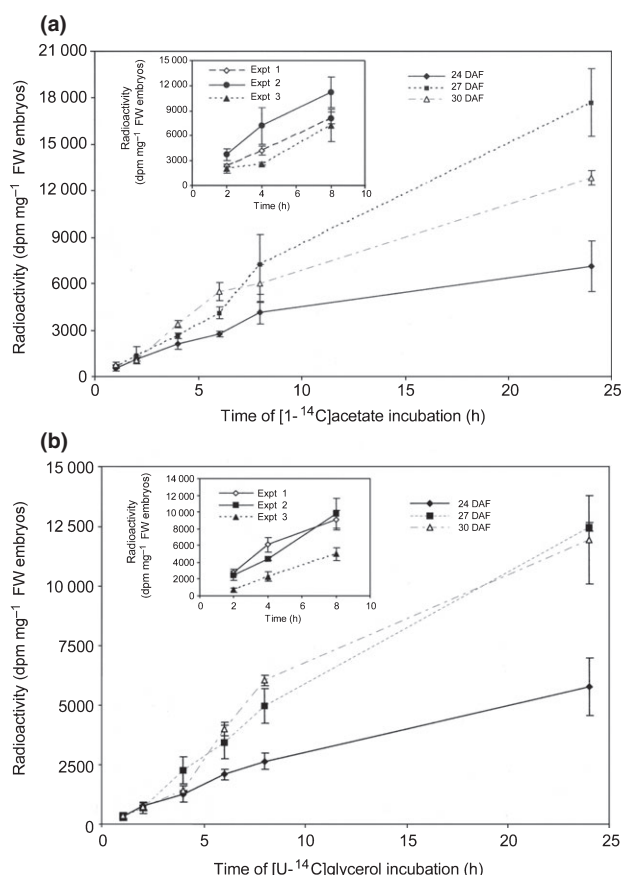 (a)
21 000
18 000
15 000
12 000
9000
6000
3000
0
Radioactivity (dpm mg⁻¹ FW embryos)
0 5 10 15 20 25
Time of [1-¹⁴C]acetate incubation (h)
15 000
12 000
9000
6000
3000
0
Radioactivity
(dpm mg⁻¹ FW embryos)
0 2 4 6 8 10
Time (h)
Expt 1
Expt 2
Expt 3
24 DAF
27 DAF
30 DAF
(b)
15 000
12 500
10 000
7500
5000
2500
0
Radioactivity (dpm mg⁻¹ FW embryos)
0 5 10 15 20 25
Time of [U-¹⁴C]glycerol incubation (h)
14 000
12 000
10 000
8000
6000
4000
2000
0
Radioactivity
(dpm mg⁻¹ FW embryos)
0 2 4 6 8 10
Time (h)
Expt 1
Expt 2
Expt 3
24 DAF
27 DAF
30 DAF